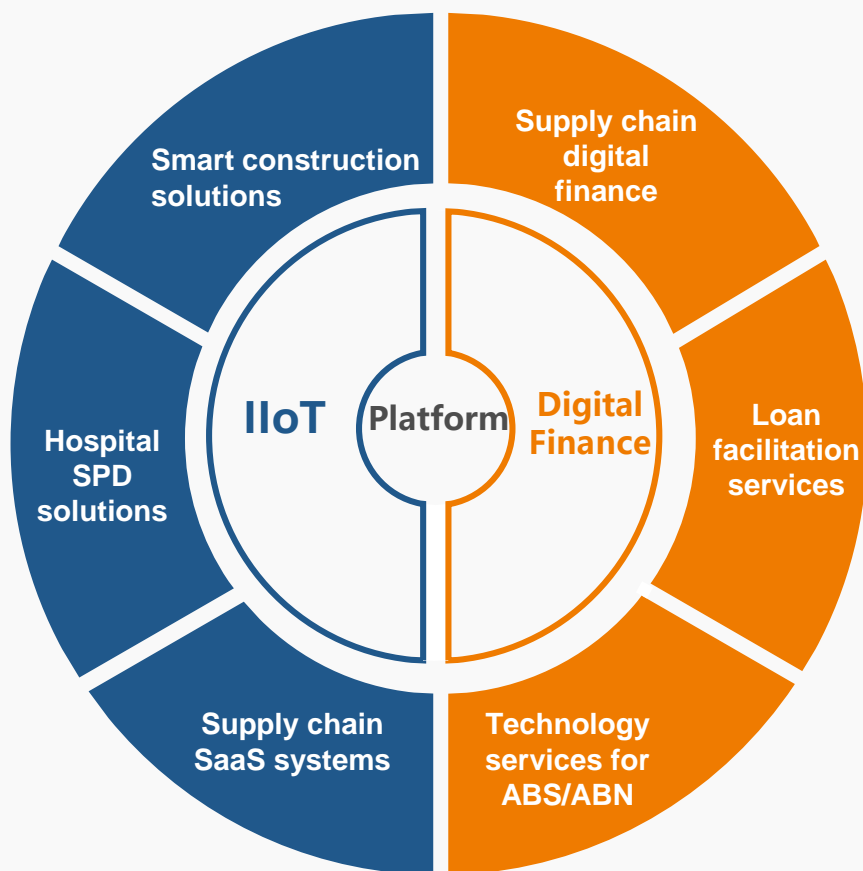 Smart construction
solutions
Supply chain
digital
finance
Hospital
SPD
solutions
IIoT
Platform
Digital
Finance
Loan
facilitation
services
Supply chain
SaaS systems
Technology
services for
ABS/ABN